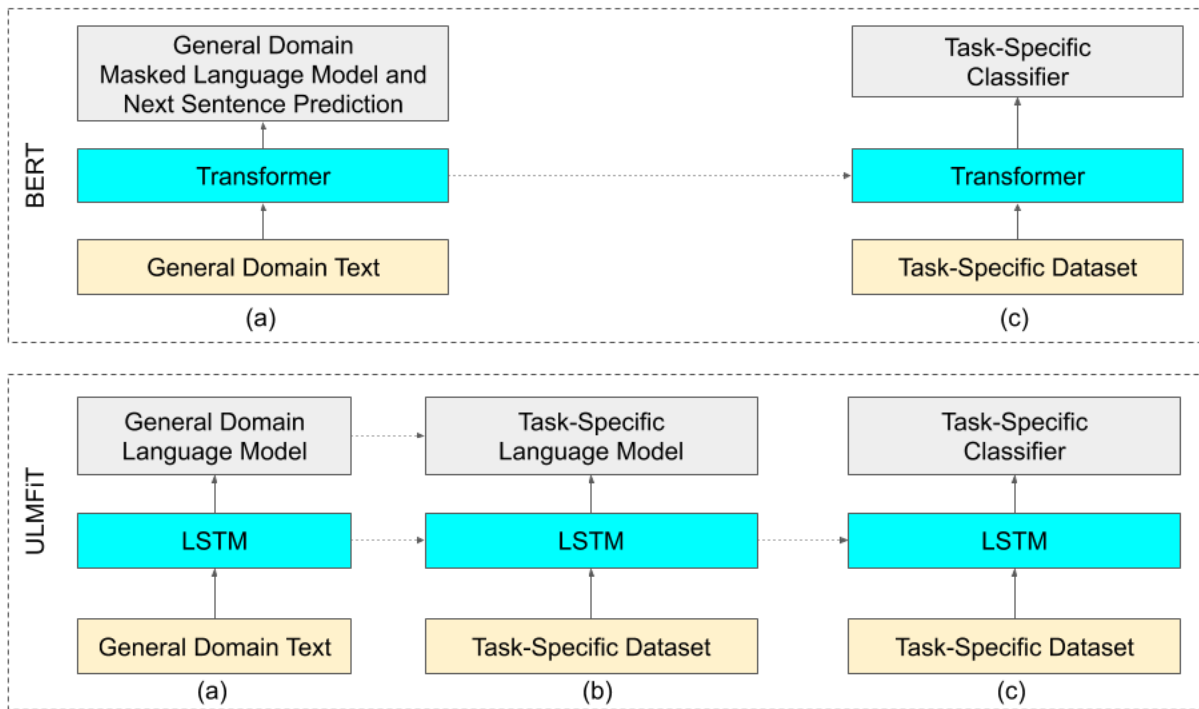 BERT
General Domain
Masked Language Model and
Next Sentence Prediction
Transformer
General Domain Text
(a)
Task-Specific
Classifier
Transformer
Task-Specific Dataset
(c)
ULMFiT
General Domain
Language Model
LSTM
General Domain Text
(a)
Task-Specific
Language Model
LSTM
Task-Specific Dataset
(b)
Task-Specific
Classifier
LSTM
Task-Specific Dataset
(c)